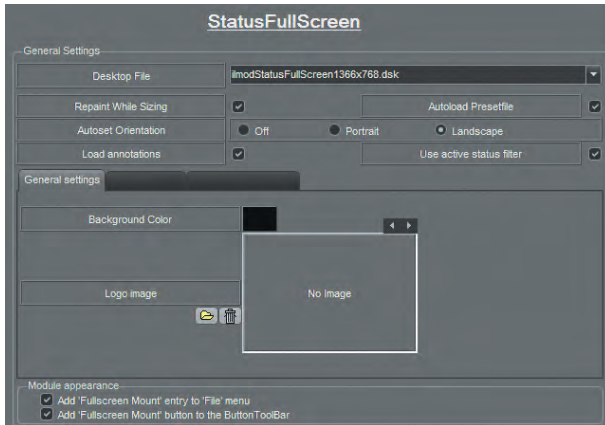 StatusFullScreen
General Settings
Desktop File
ilmodStatusFullScreen1366x768.dsk
Repaint While Sizing
Autoload Presetfile
Autoset Orientation
Off
Portrait
Landscape
Load annotations
Use active status filter
General settings
Background Color
Logo image
No Image
Module appearance
Add 'Fullscreen Mount' entry to 'File' menu
Add 'Fullscreen Mount' button to the ButtonToolBar